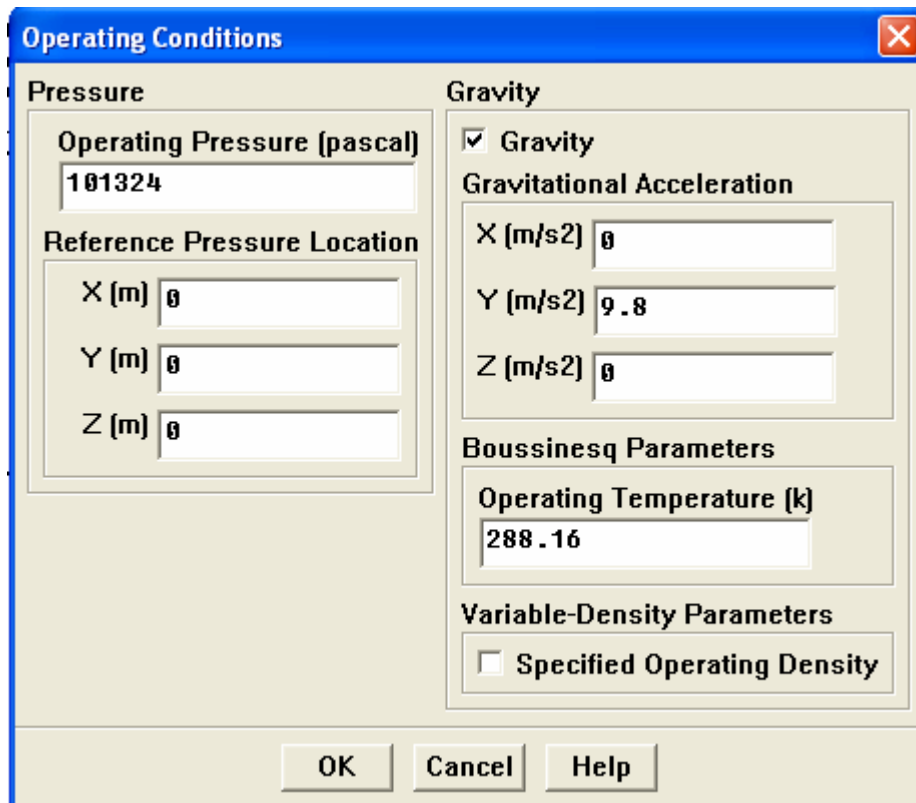 Operating Conditions
Pressure
Operating Pressure (pascal)
101324
Reference Pressure Location
X (m) 0
Y (m) 0
Z (m) 0
Gravity
Gravity
Gravitational Acceleration
X (m/s2) 0
Y (m/s2) 9.8
Z (m/s2) 0
Boussinesq Parameters
Operating Temperature (k)
288.16
Variable-Density Parameters
Specified Operating Density
OK Cancel Help